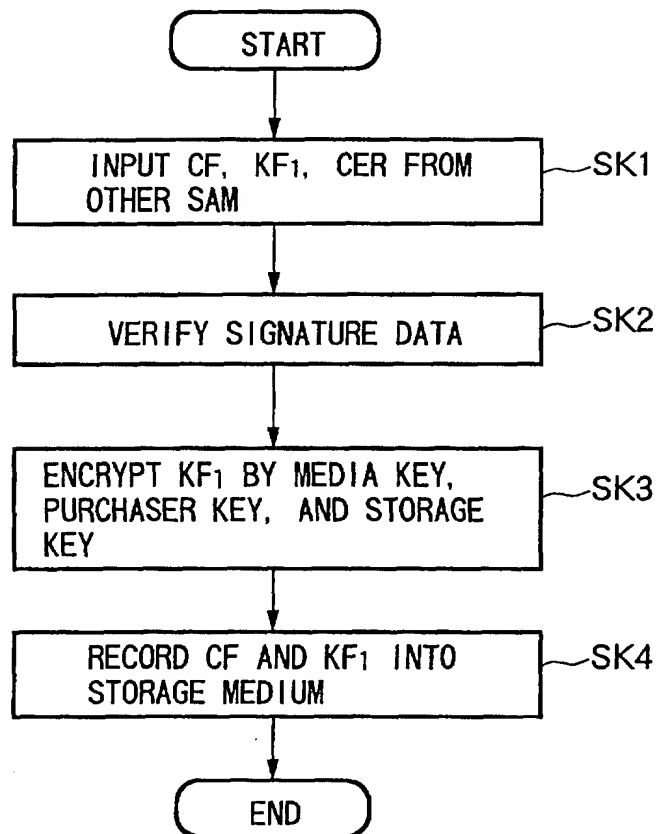 START
INPUT CF, KF₁, CER FROM
OTHER SAM
SK1
VERIFY SIGNATURE DATA
SK2
ENCRYPT KF₁ BY MEDIA KEY,
PURCHASER KEY, AND STORAGE
KEY
SK3
RECORD CF AND KF₁ INTO
STORAGE MEDIUM
SK4
END